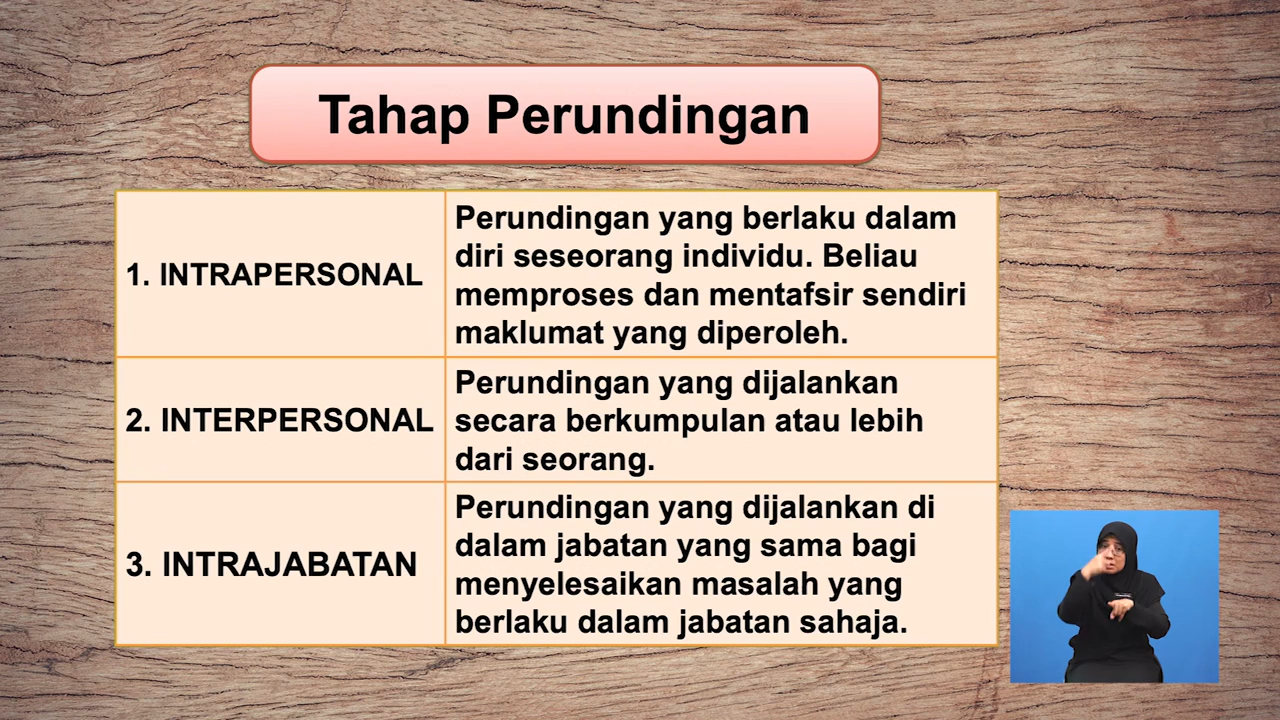 Tahap Perundingan
1. INTRAPERSONAL
Perundingan yang berlaku dalam
diri seseorang individu. Beliau
memproses dan mentafsir sendiri
maklumat yang diperoleh.
2. INTERPERSONAL
Perundingan yang dijalankan
secara berkumpulan atau lebih
dari seorang.
3. INTRAJABATAN
Perundingan yang dijalankan di
dalam jabatan yang sama bagi
menyelesaikan masalah yang
berlaku dalam jabatan sahaja.